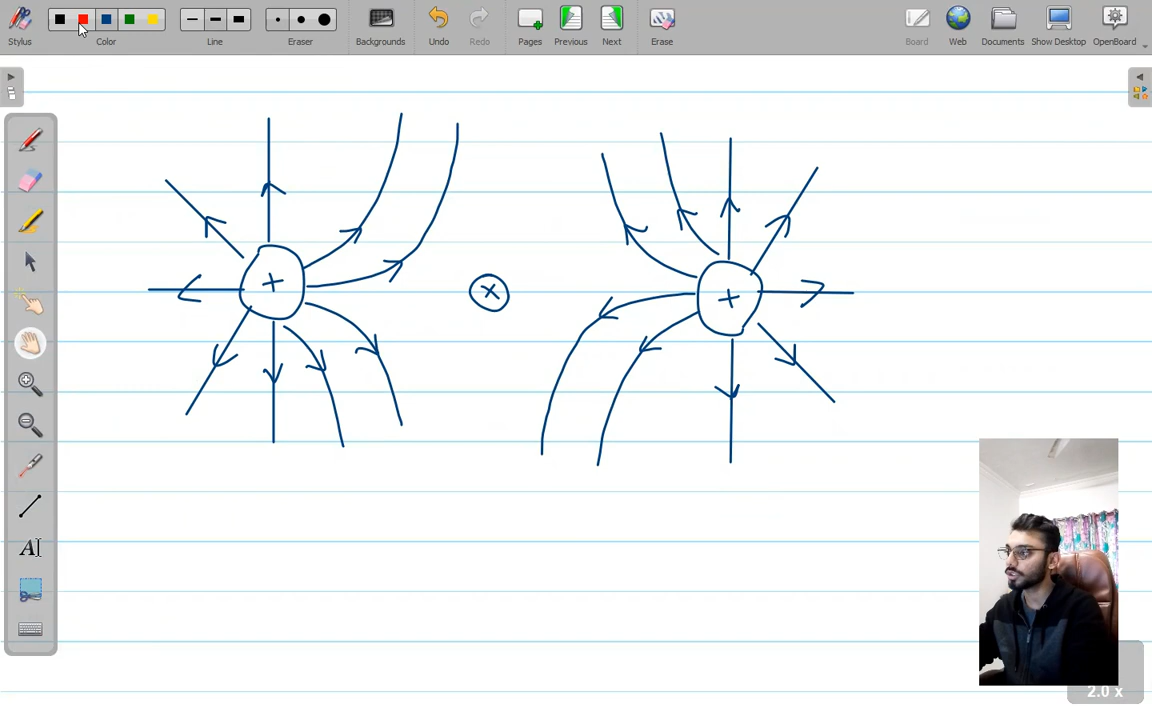 Stylus Color Line Eraser Backgrounds Undo Redo Pages Previous Next Erase Board Web Documents Show Desktop OpenBoard
+ × +
AI
2.0 x